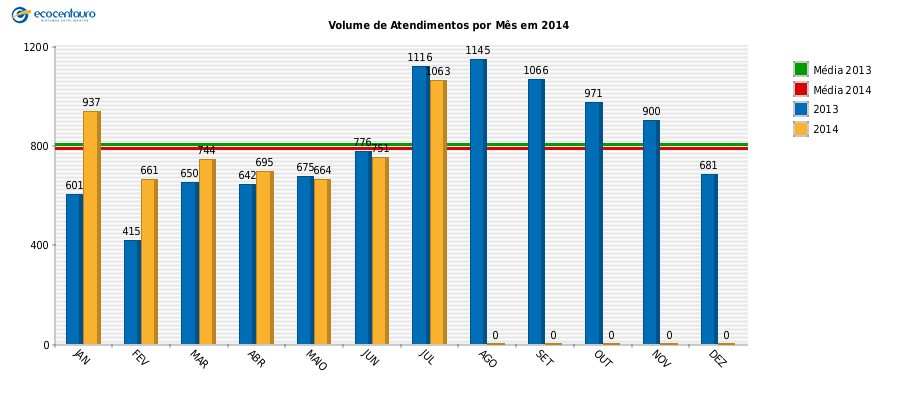 ecocentauro
Volume de Atendimentos por Mês em 2014
1200
800
400
0
601
937
415
661
650
744
642
695
675
664
776
751
1116
1063
1145
0
1066
0
971
0
900
0
681
0
JAN
FEV
MAR
ABR
MAIO
JUN
JUL
AGO
SET
OUT
NOV
DEZ
Média 2013
Média 2014
2013
2014